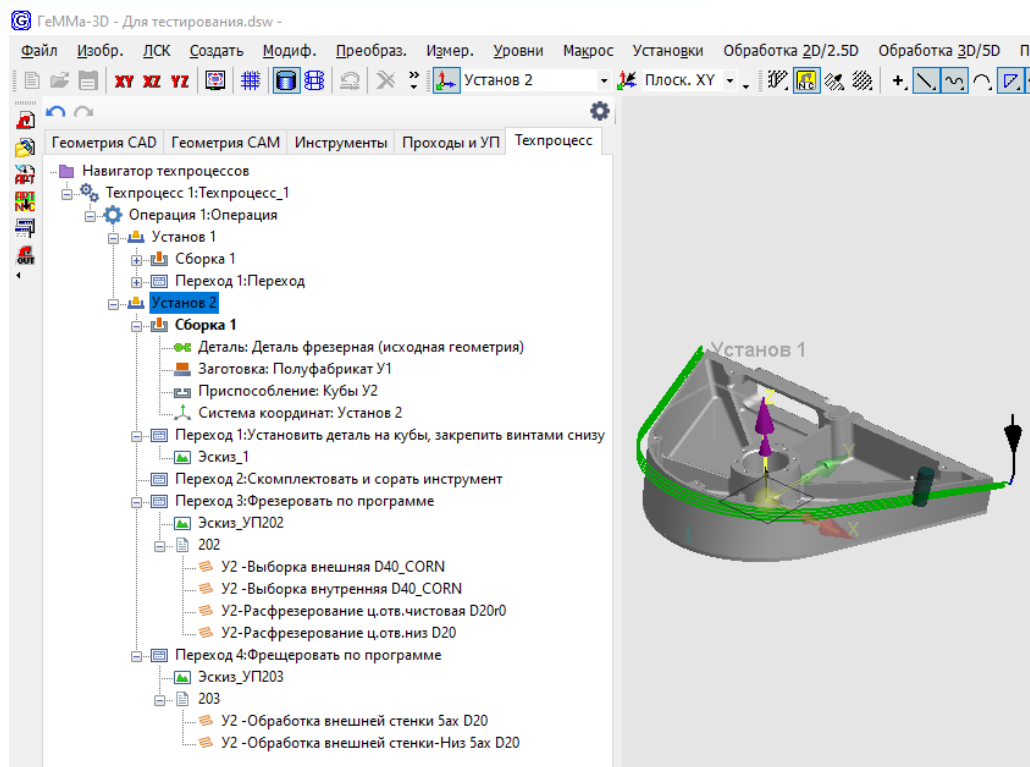 ГеММа-3D - Для тестирования.dsw -
Файл Изобр. ЛСК Создать Модиф. Преобраз. Измер. Уровни Макрос Установки Обработка 2D/2.5D Обработка 3D/5D П
XY XZ YZ Установ 2 Плоск. XY
Геометрия CAD Геометрия CAM Инструменты Проходы и УП Техпроцесс
Навигатор техпроцессов
Техпроцесс 1:Техпроцесс_1
Операция 1:Операция
Установ 1
Сборка 1
Переход 1:Переход
Установ 2
Сборка 1
Деталь: Деталь фрезерная (исходная геометрия)
Заготовка: Полуфабрикат У1
Приспособление: Кубы У2
Система координат: Установ 2
Переход 1:Установить деталь на кубы, закрепить винтами снизу
Эскиз_1
Переход 2:Скомплектовать и сорать инструмент
Переход 3:Фрезеровать по программе
Эскиз_УП202
202
У2 -Выборка внешняя D40_CORN
У2 -Выборка внутренняя D40_CORN
У2-Расфрезерование ц.отв.чистовая D20r0
У2-Расфрезерование ц.отв.низ D20
Переход 4:Фрещеровать по программе
Эскиз_УП203
203
У2 -Обработка внешней стенки 5ах D20
У2 -Обработка внешней стенки-Низ 5ах D20
Установ 1
Z
Y
X